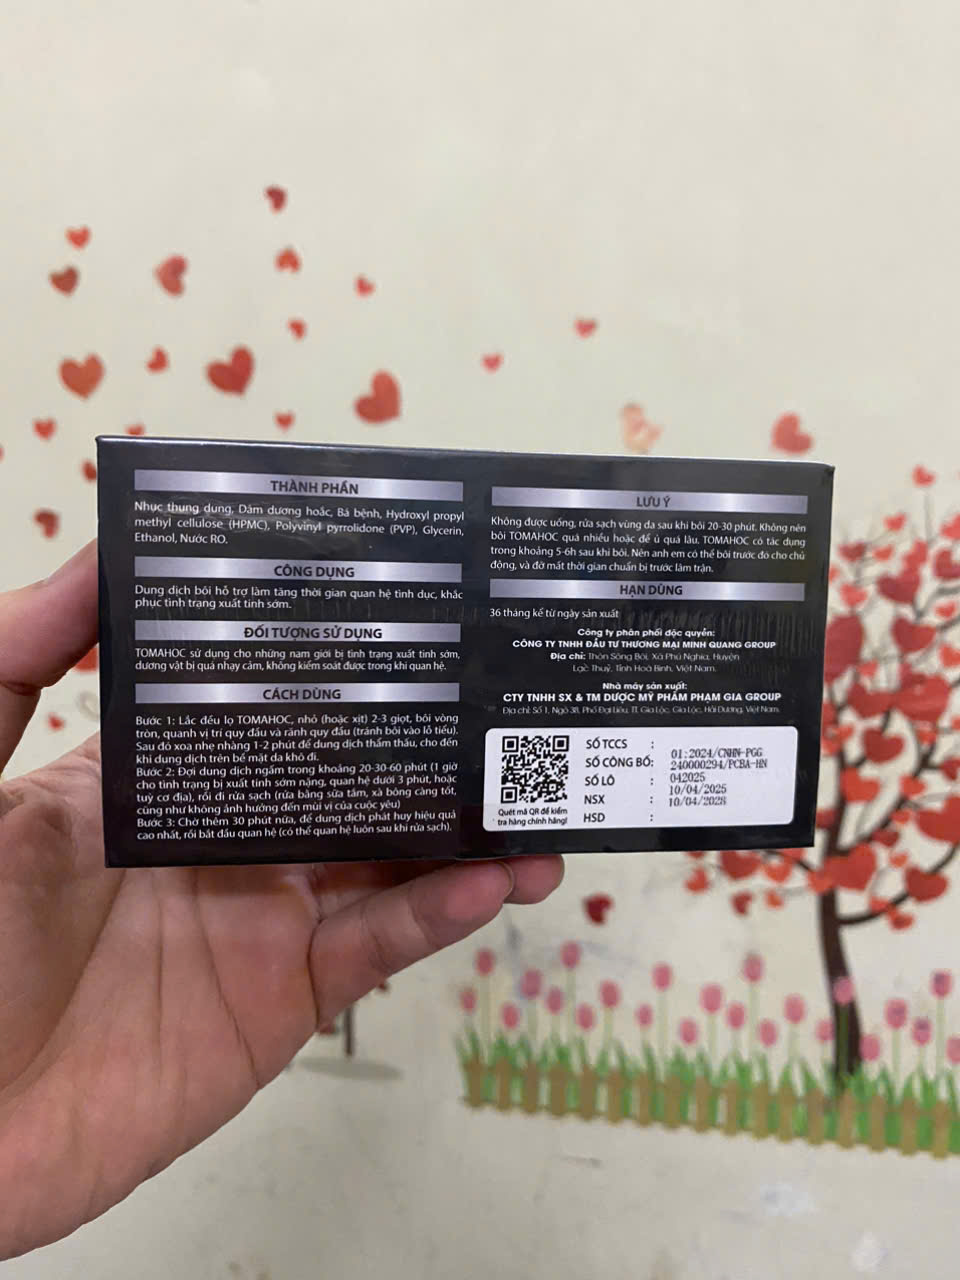 THÀNH PHẦN
Nhục thung dung, Dâm dương hoắc, Bá bệnh, Hydroxyl propyl
methyl cellulose (HPMC), Polyvinyl pyrrolidone (PVP), Glycerin,
Ethanol, Nước RO.
CÔNG DỤNG
Dung dịch bôi hỗ trợ làm tăng thời gian quan hệ tình dục, khắc
phục tình trạng xuất tinh sớm.
ĐỐI TƯỢNG SỬ DỤNG
TOMAHOC sử dụng cho những nam giới bị tình trạng xuất tinh sớm,
dương vật bị quá nhạy cảm, không kiểm soát được trong khi quan hệ.
CÁCH DÙNG
Bước 1: Lắc đều lọ TOMAHOC, nhỏ (hoặc xịt) 2-3 giọt, bôi vòng
tròn, quanh vị trí quy đầu và rãnh quy đầu (tránh bôi vào lỗ tiểu).
Sau đó xoa nhẹ nhàng 1-2 phút để dung dịch thẩm thấu, cho đến
khi dung dịch trên bề mặt da khô đi.
Bước 2: Đợi dung dịch ngấm trong khoảng 20-30-60 phút (1 giờ
cho tình trạng bị xuất tinh sớm nặng, quan hệ dưới 3 phút, hoặc
tuỳ cơ địa), rồi đi rửa sạch (rửa bằng sữa tắm, xà bông càng tốt,
cũng như không ảnh hưởng đến mùi vị của cuộc yêu)
Bước 3: Chờ thêm 30 phút nữa, để dung dịch phát huy hiệu quả
cao nhất, rồi bắt đầu quan hệ (có thể quan hệ luôn sau khi rửa sạch).
LƯU Ý
Không được uống, rửa sạch vùng da sau khi bôi 20-30 phút. Không nên
bôi TOMAHOC quá nhiều hoặc để ủ quá lâu. TOMAHOC có tác dụng
trong khoảng 5-6h sau khi bôi. Nên anh em có thể bôi trước đó cho chủ
động, và đỡ mất thời gian chuẩn bị trước lâm trận.
HẠN DÙNG
36 tháng kể từ ngày sản xuất
Công ty phân phối độc quyền:
CÔNG TY TNHH ĐẦU TƯ THƯƠNG MẠI MINH QUANG GROUP
Địa chỉ: Thôn Sông Bôi, Xã Phú Nghĩa, Huyện
Lạc Thuỷ, Tỉnh Hoà Bình, Việt Nam.
Nhà máy sản xuất:
CTY TNHH SX & TM DƯỢC MỸ PHẨM PHẠM GIA GROUP
Địa chỉ: Số 1, Ngõ 38, Phố Đại Liêu, TT. Gia Lộc, Gia Lộc, Hải Dương, Việt Nam.
SỐ TCCS : 01:2024/CNHN-PGG
SỐ CÔNG BỐ: 240000294/PCBA-HN
SỐ LÔ : 042025
NSX : 10/04/2025
HSD : 10/04/2028
Quét mã QR để kiểm
tra hàng chính hãng!